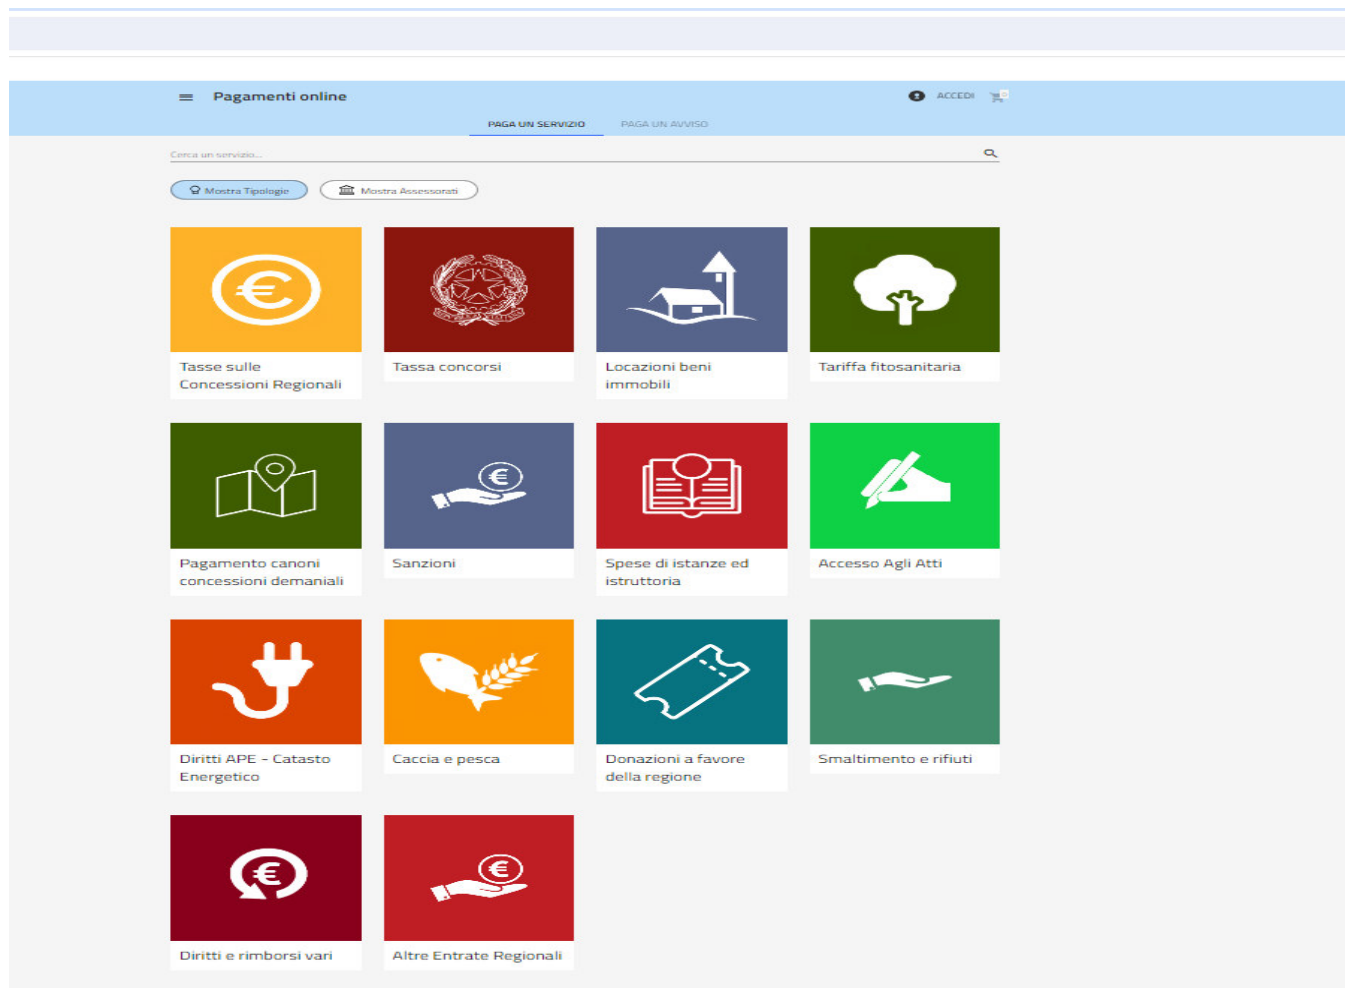 Pagamenti online
ACCEDI
0
PAGA UN SERVIZIO
PAGA UN AVVISO
Cerca un servizio...
Mostra Tipologie
Mostra Assessorati
Tasse sulle
Concessioni Regionali
Tassa concorsi
Locazioni beni
immobili
Tariffa fitosanitaria
Pagamento canoni
concessioni demaniali
Sanzioni
Spese di istanze ed
istruttoria
Accesso Agli Atti
Diritti APE - Catasto
Energetico
Caccia e pesca
Donazioni a favore
della regione
Smaltimento e rifiuti
Diritti e rimborsi vari
Altre Entrate Regionali